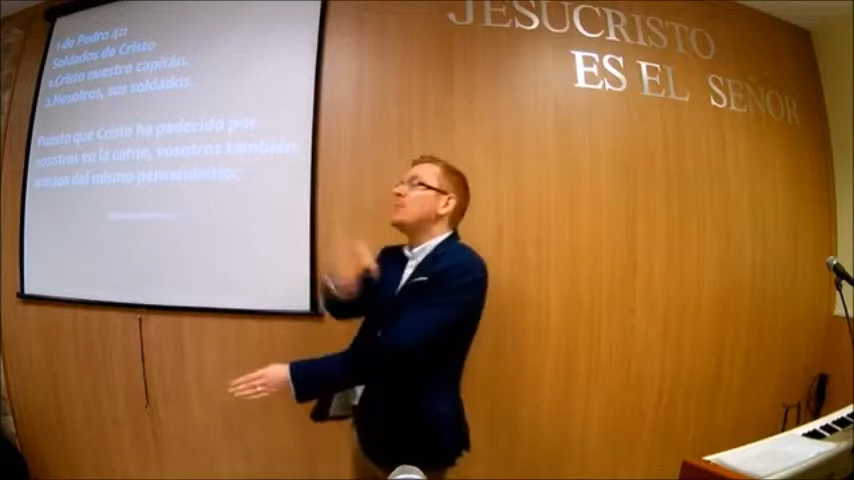 1 de Pedro 4:1
Soldados de Cristo
1.Cristo nuestro capitán.
2.Nosotros, sus soldados.
Puesto que Cristo ha padecido por
nosotros en la carne, vosotros también
armaos del mismo pensamiento
JESUCRISTO
ES EL SEÑOR